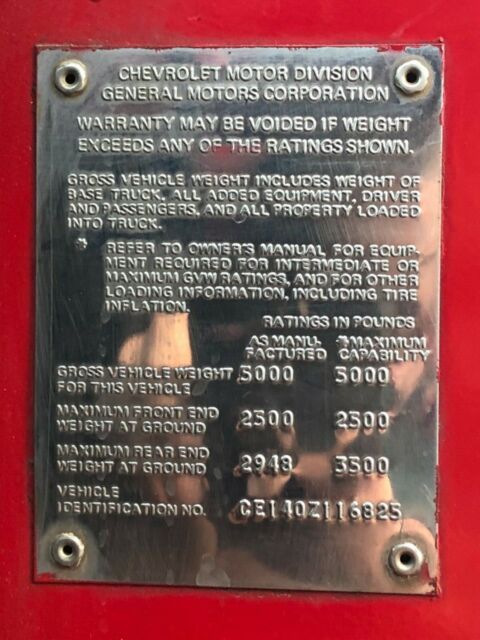 CHEVROLET MOTOR DIVISION
GENERAL MOTORS CORPORATION
WARRANTY MAY BE VOIDED IF WEIGHT
EXCEEDS ANY OF THE RATINGS SHOWN.
GROSS VEHICLE WEIGHT INCLUDES WEIGHT OF
BASE TRUCK, ALL ADDED EQUIPMENT, DRIVER
AND PASSENGERS, AND ALL PROPERTY LOADED
INTO TRUCK.
* REFER TO OWNER'S MANUAL, FOR EQUIP-
MENT REQUIRED FOR INTERMEDIATE OR
MAXIMUM GVW RATINGS, AND FOR OTHER
LOADING INFORMATION, INCLUDING TIRE
INFLATION.
RATINGS IN POUNDS
AS MANU- *MAXIMUM
FACTURED CAPABILITY
GROSS VEHICLE WEIGHT 5000 5000
FOR THIS VEHICLE
MAXIMUM FRONT END 2500 2500
WEIGHT AT GROUND
MAXIMUM REAR END 2948 3500
WEIGHT AT GROUND
VEHICLE
IDENTIFICATION NO. CE140Z116825